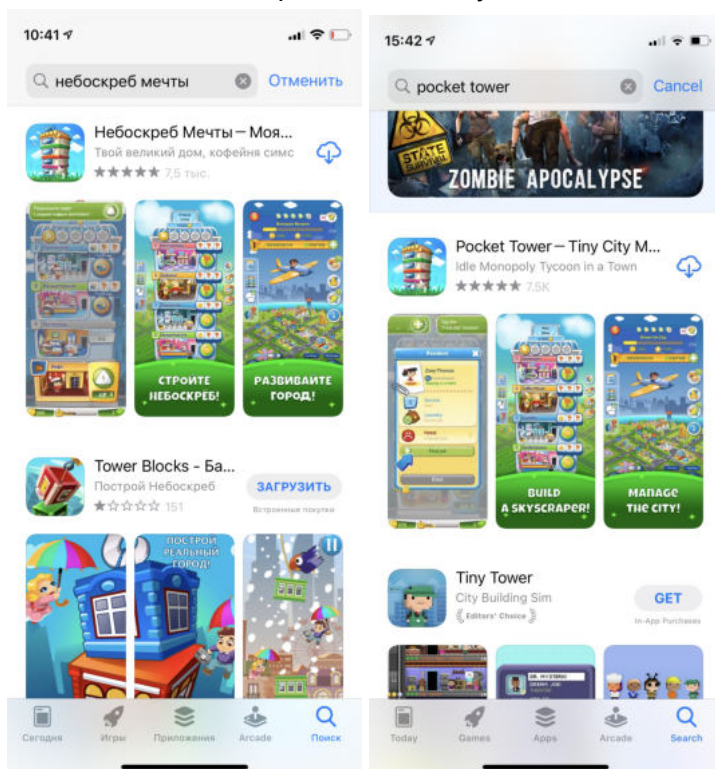 10:41
небоскреб мечты
Отменить
Небоскреб Мечты — Моя...
Твой великий дом, кофейня симс
7,5 тыс.
СТРОИТЕ
НЕБОСКРЕБ!
РАЗВИВАЙТЕ
ГОРОД!
Tower Blocks - Ба...
Построй Небоскреб
151
ЗАГРУЗИТЬ
Встроенные покупки
ПОСТРОЙ
РЕАЛЬНЫЙ
ГОРОД!
Сегодня
Игры
Приложения
Arcade
Поиск
15:42
pocket tower
Cancel
STATE
SURVIVAL
ZOMBIE APOCALYPSE
Pocket Tower — Tiny City M...
Idle Monopoly Tycoon in a Town
7.5K
BUILD
A SKYSCRAPER!
MANAGE
THE CITY!
Tiny Tower
City Building Sim
Editors' Choice
GET
In-App Purchases
Today
Games
Apps
Arcade
Search